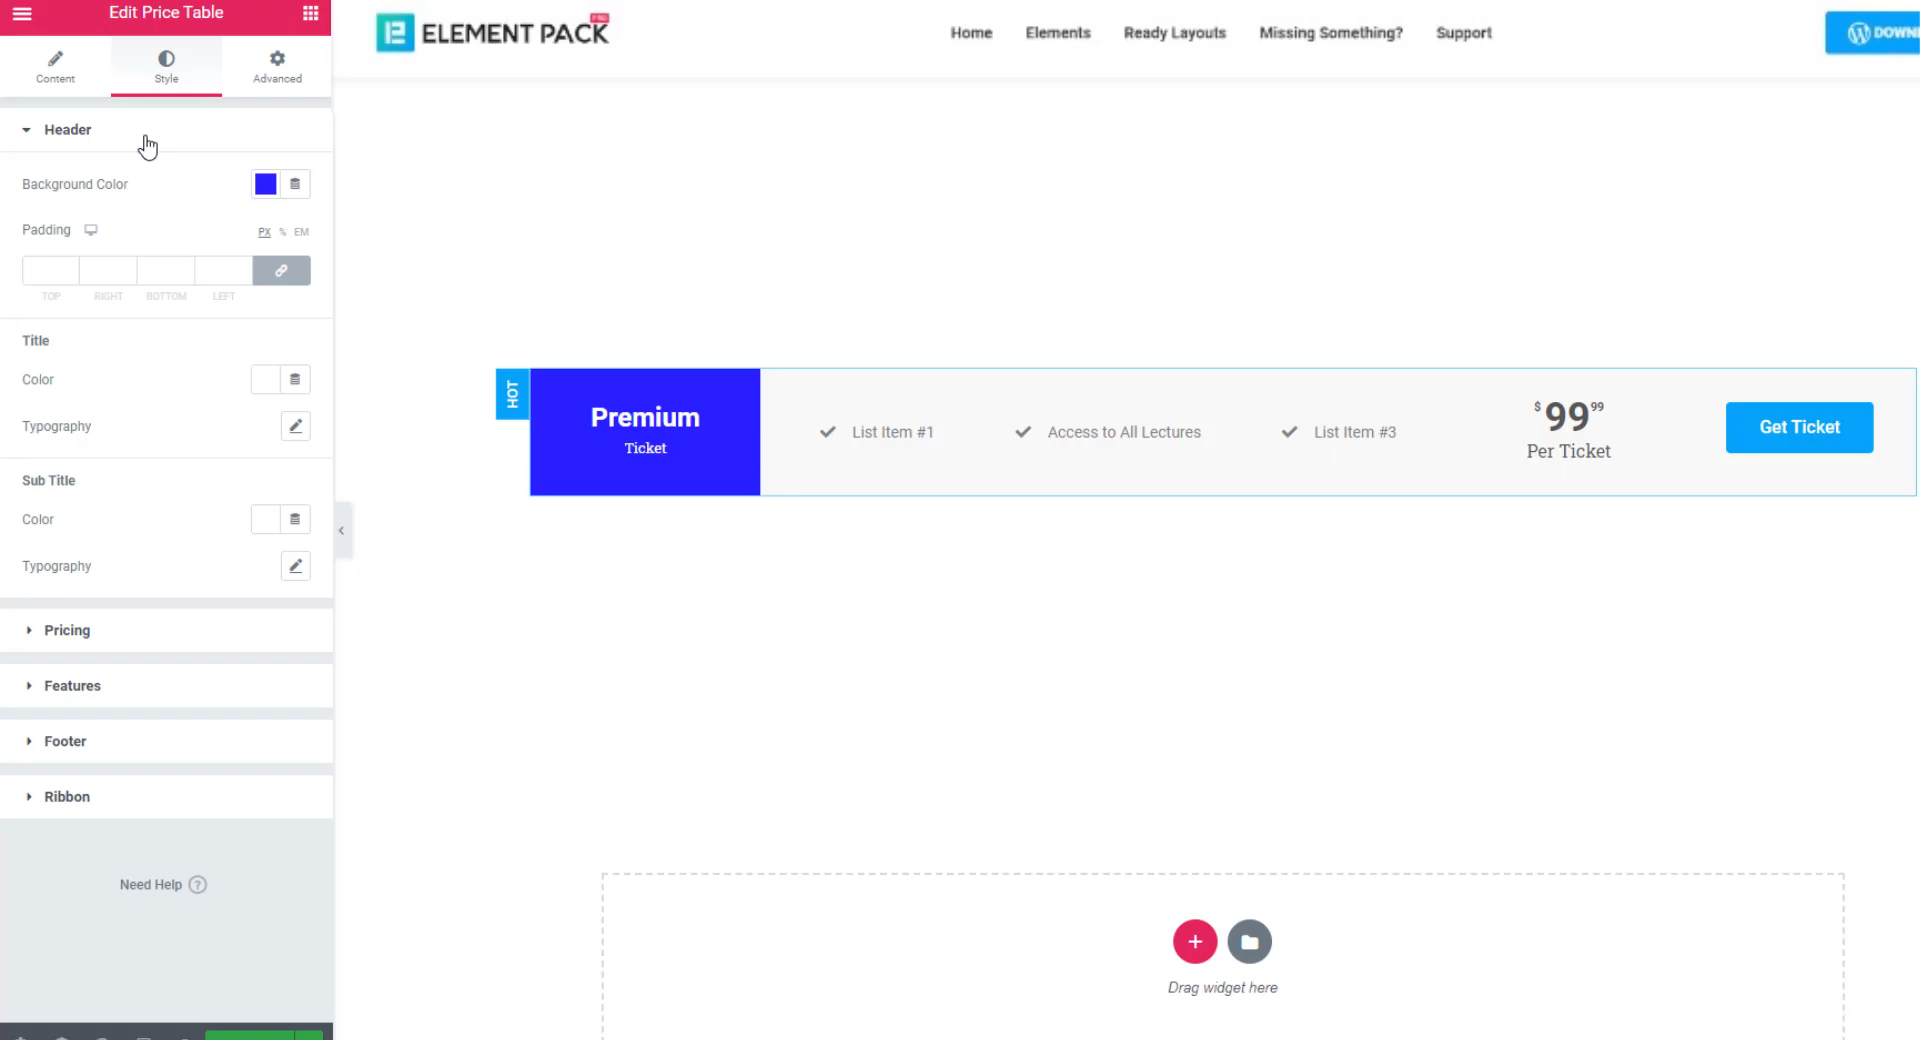 Edit Price Table
Content
Style
Advanced
Header
Background Color
Padding
PX % EM
TOP RIGHT BOTTOM LEFT
Title
Color
Typography
Sub Title
Color
Typography
Pricing
Features
Footer
Ribbon
Need Help ?
ELEMENT PACK PRO
Home Elements Ready Layouts Missing Something? Support
HOT
Premium
Ticket
List Item #1
Access to All Lectures
List Item #3
$99 99
Per Ticket
Get Ticket
Drag widget here